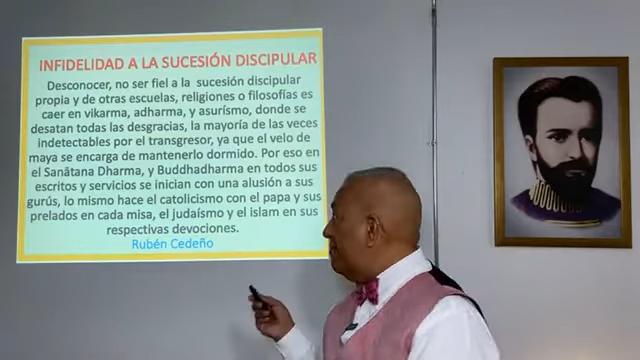 INFIDELIDAD A LA SUCESIÓN DISCIPULAR
Desconocer, no ser fiel a la sucesión discipular
propia y de otras escuelas, religiones o filosofías es
caer en vikarma, adharma, y asurísmo, donde se
desatan todas las desgracias, la mayoría de las veces
indetectables por el transgresor, ya que el velo de
maya se encarga de mantenerlo dormido. Por eso en
el Sanātana Dharma, y Buddhadharma en todos sus
escritos y servicios se inician con una alusión a sus
gurús, lo mismo hace el catolicismo con el papa y sus
prelados en cada misa, el judaísmo y el islam en sus
respectivas devociones.
Rubén Cedeño